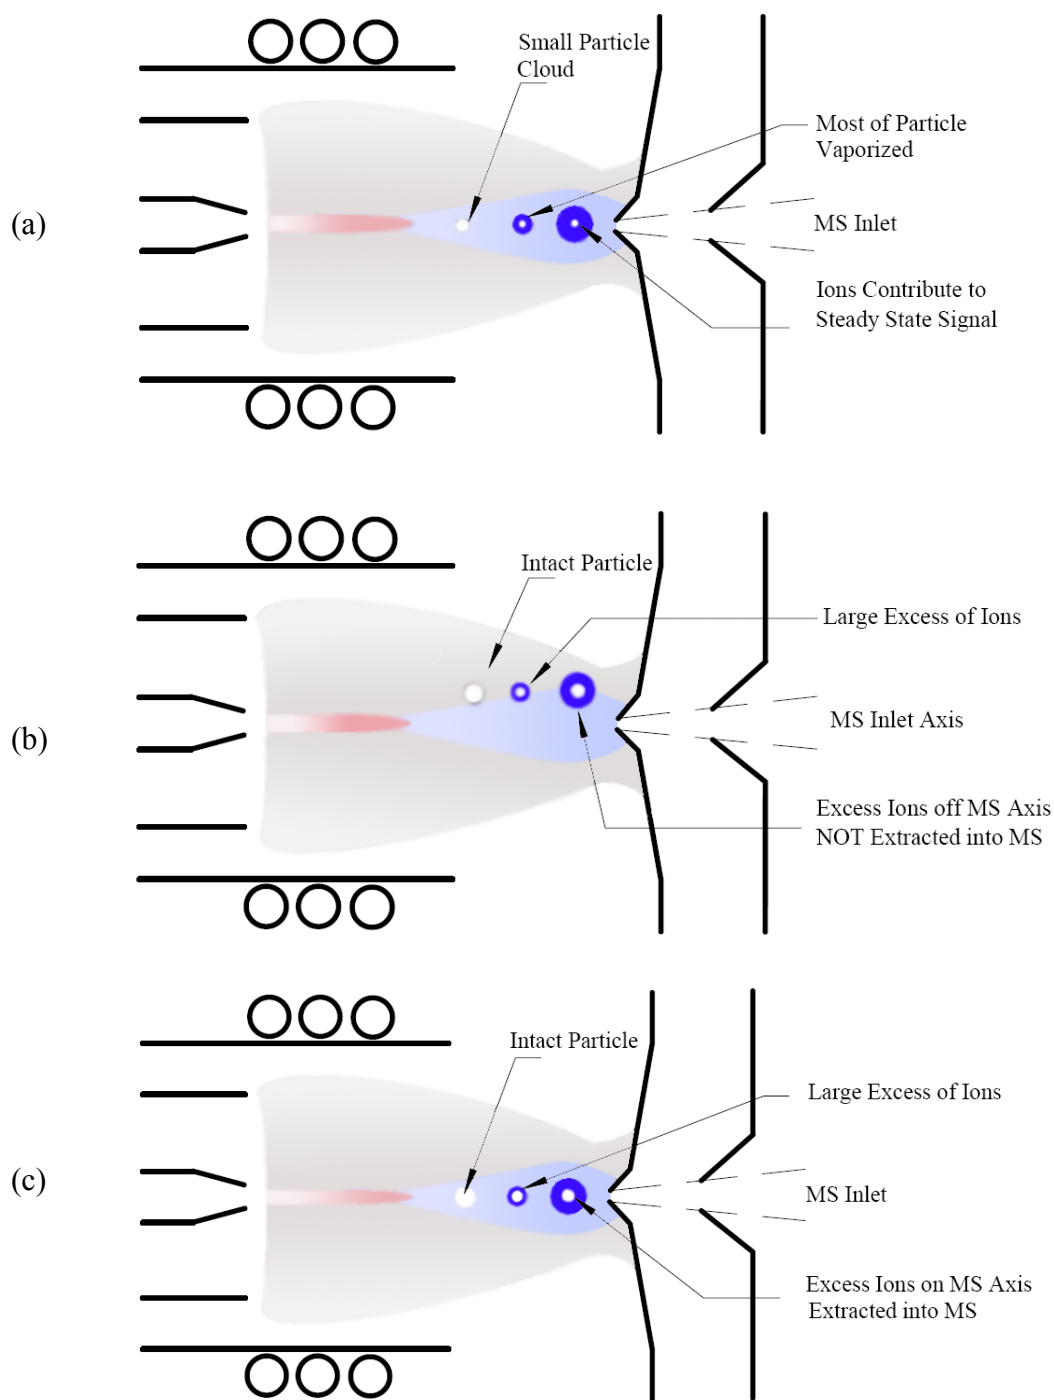 (a)
Small Particle
Cloud
Most of Particle
Vaporized
MS Inlet
Ions Contribute to
Steady State Signal
(b)
Intact Particle
Large Excess of Ions
MS Inlet Axis
Excess Ions off MS Axis
NOT Extracted into MS
(c)
Intact Particle
Large Excess of Ions
MS Inlet
Excess Ions on MS Axis
Extracted into MS